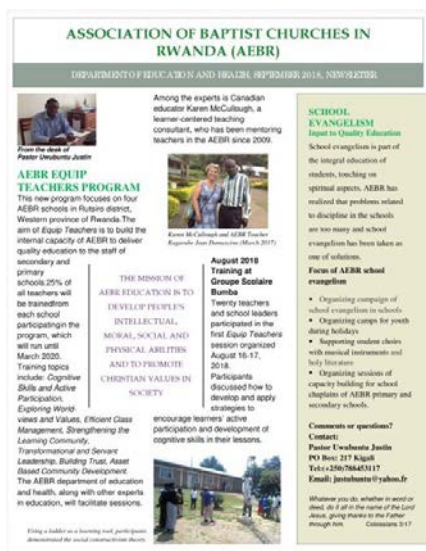 ASSOCIATION OF BAPTIST CHURCHES IN
RWANDA (AEBR)
DEPARTMENT OF EDUCATION AND HEALTH, SEPTEMBER 2018, NEWSLETTER
From the desk of
Pastor Uwubuntu Justin
AEBR EQUIP
TEACHERS PROGRAM
This new program focuses on four
AEBR schools in Rutsiro district,
Western province of Rwanda.The
aim of Equip Teachers is to build the
internal capacity of AEBR to deliver
quality education to the staff of
secondary and
primary
schools.25% of
all teachers will
be trainedfrom
each school
participatingin the
program, which
will run until
March 2020.
Training topics
include: Cognitive
Skills and Active
Participation,
Exploring World-
views and Values, Efficient Class
Management, Strengthening the
Learning Community,
Transformational and Servant
Leadership, Building Trust, Asset
Based Community Development.
The AEBR department of education
and health, along with other experts
in education, will facilitate sessions.
Using a ladder as a learning tool, participants
demonstrated the social constructivism theory.
THE MISSION OF
AEBR EDUCATION IS TO
DEVELOP PEOPLE'S
INTELLECTUAL,
MORAL, SOCIAL AND
PHYSICAL ABILITIES
AND TO PROMOTE
CHRISTIAN VALUES IN
SOCIETY
Among the experts is Canadian
educator Karen McCullough, a
learner-centered teaching
consultant, who has been mentoring
teachers in the AEBR since 2009.
Karen McCullough and AEBR Teacher
Jean Damascène (March 2017)
August 2018
Training at
Groupe Scolaire
Bumba
Twenty teachers
and school leaders
participated in the
first Equip Teachers
session organized
August 16-17,
2018.
Participants
discussed how to
develop and apply
strategies to
encourage learners' active
participation and development of
cognitive skills in their lessons.
SCHOOL
EVANGELISM
Input to Quality Education
School evangelism is part of
the integral education of
students, touching on
spiritual aspects. AEBR has
realized that problems related
to discipline in the schools
are too many and school
evangelism has been taken as
one of solutions.
Focus of AEBR school
evangelism
▪ Organizing campaign of
school evangelism in schools
▪ Organizing camps for youth
during holidays
▪ Supporting student choirs
with musical instruments and
holy literature
▪ Organizing sessions of
capacity building for school
chaplains of AEBR primary and
secondary schools.
Comments or questions?
Contact:
Pastor Uwubuntu Justin
PO Box: 217 Kigali
Tel:(+250)788453117
Email: justubuntu@yahoo.fr
Whatever you do, whether in word or
deed, do it all in the name of the Lord
Jesus, giving thanks to the Father
through him. Colossians 3:17